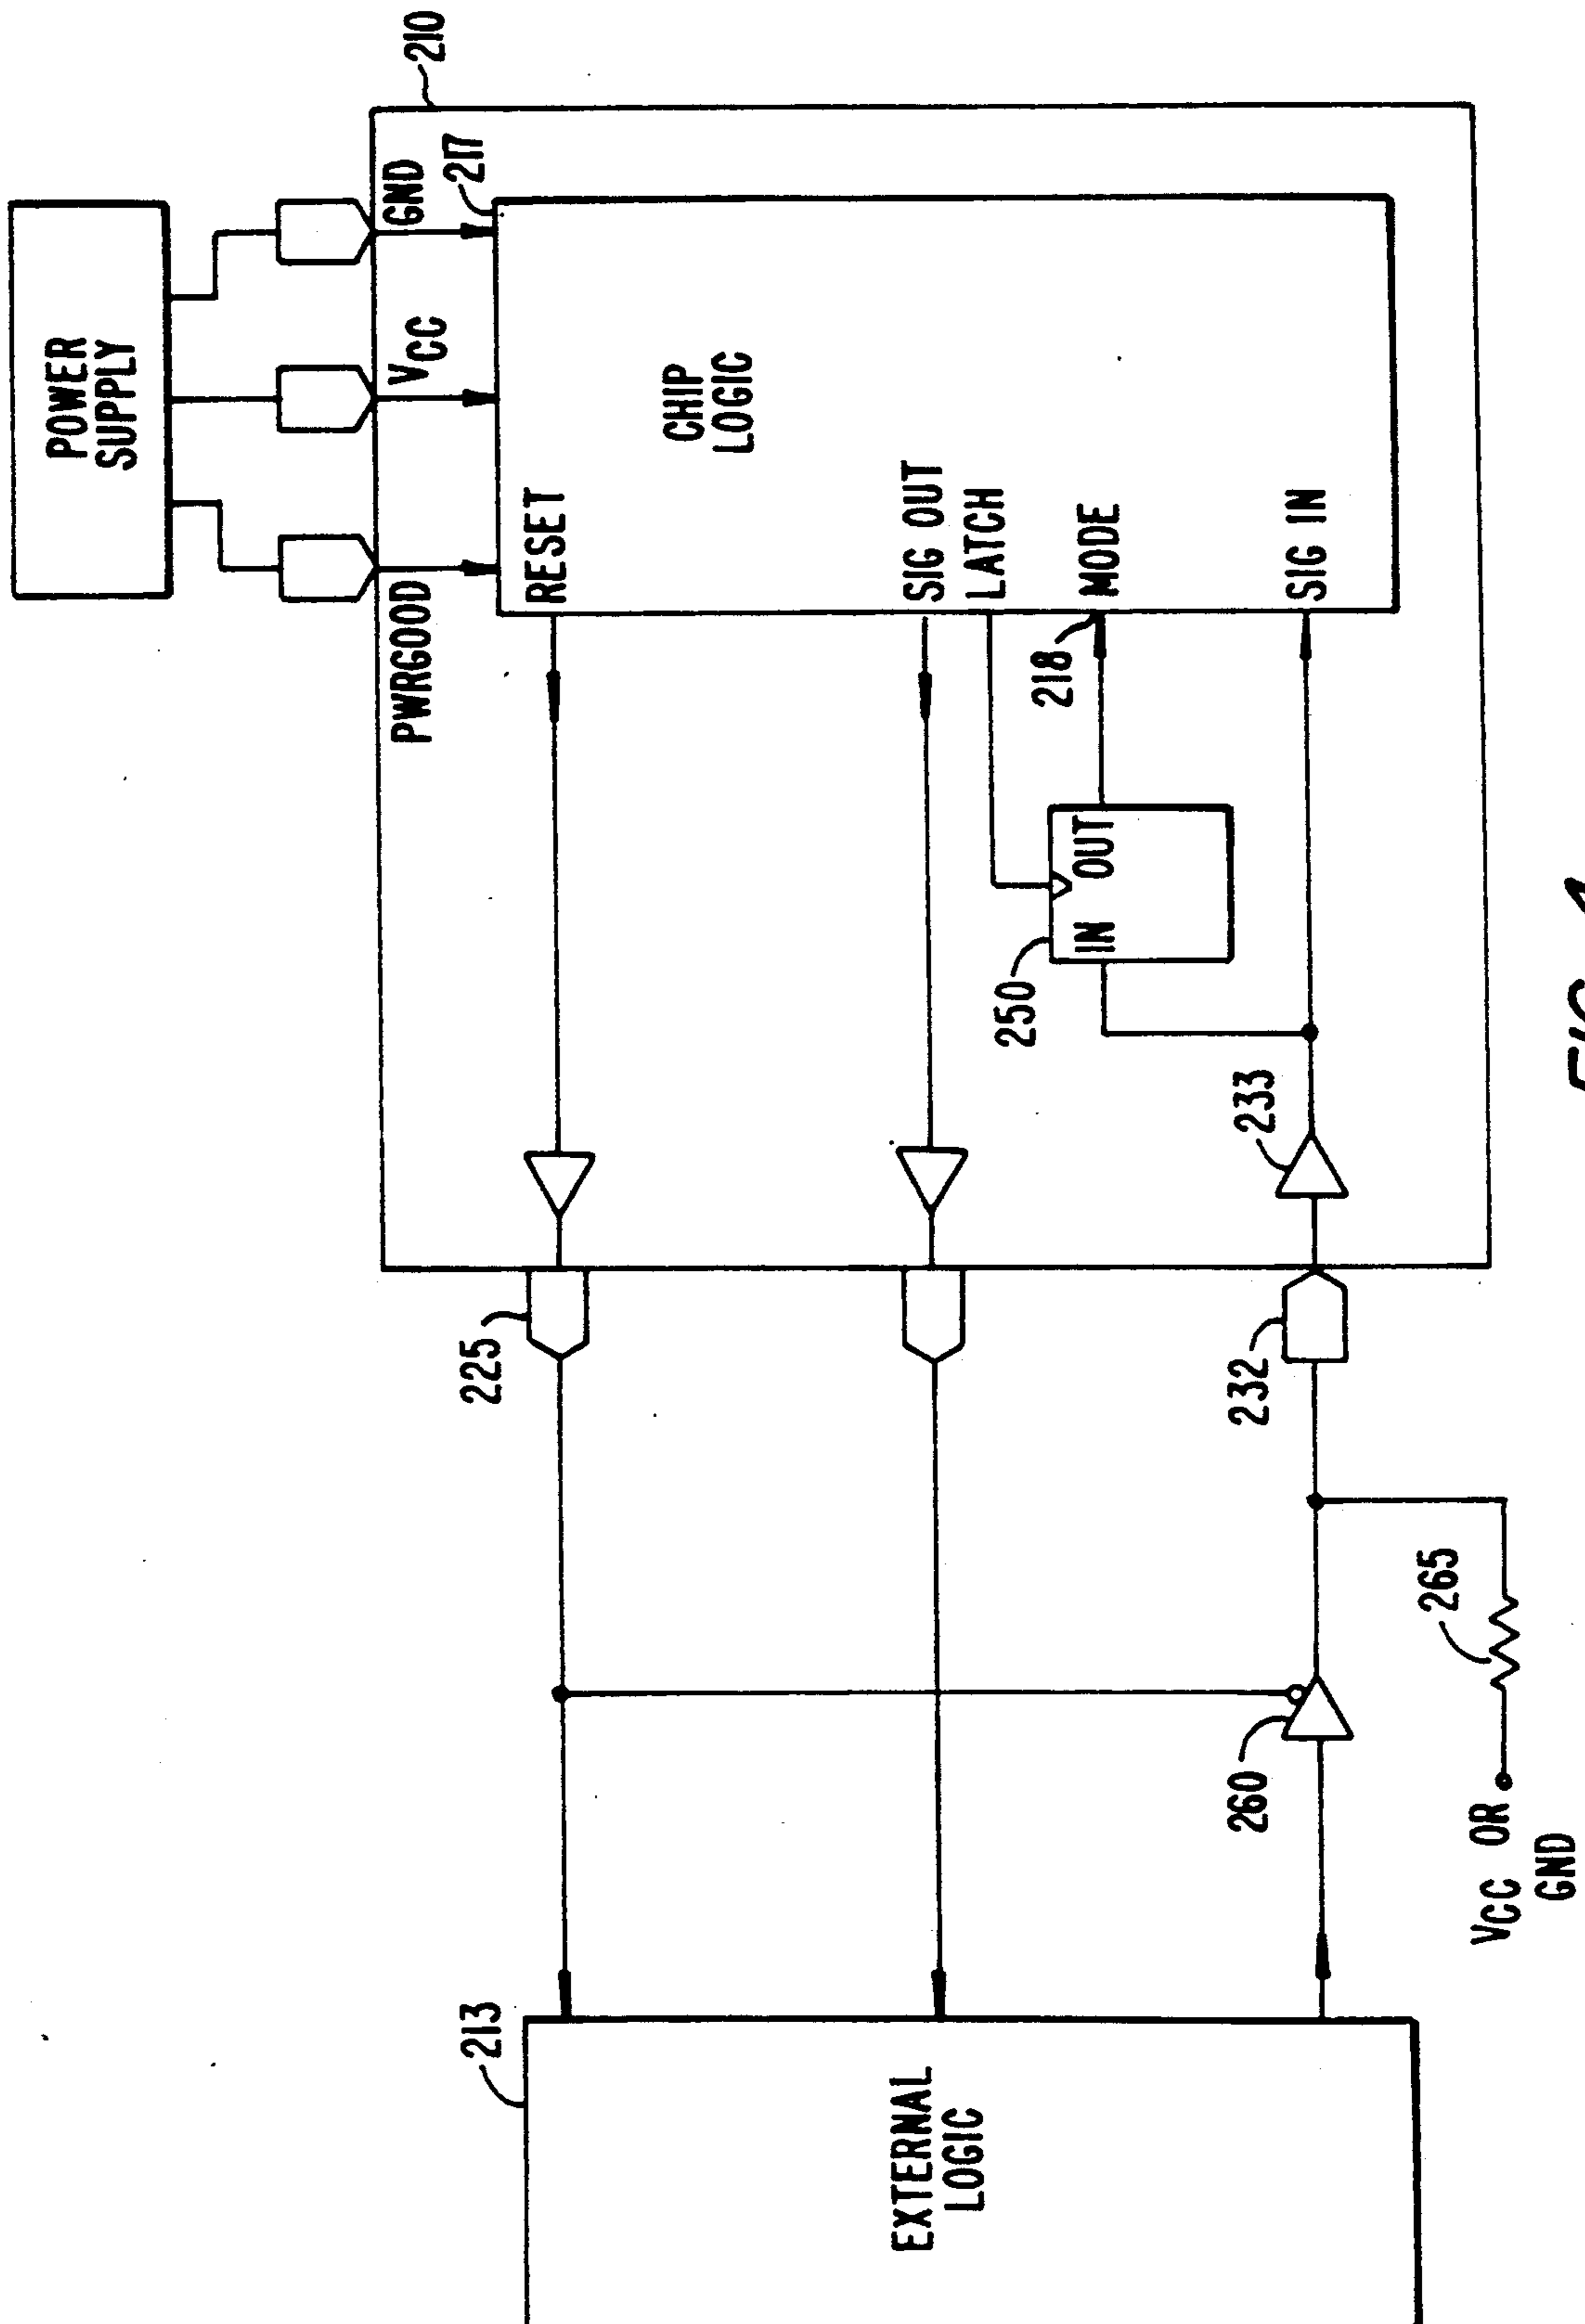 POWER
SUPPLY
210
PWRGOOD
VCC
GND
217
RESET
CHIP
LOGIC
SIG OUT
LATCH
MODE
218
SIG IN
IN OUT
250
233
225
232
265
260
VCC OR
GND
213
EXTERNAL
LOGIC